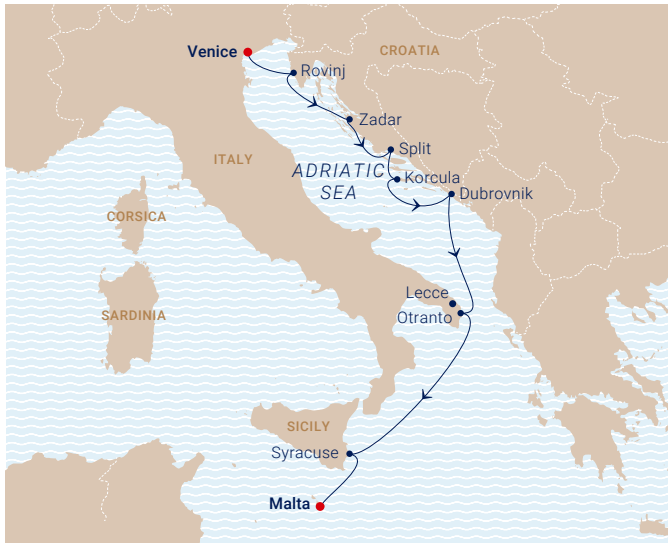 Venice
CROATIA
Rovinj
Zadar
Split
ITALY
ADRIATIC
SEA
Korcula
Dubrovnik
CORSICA
Lecce
Otranto
SARDINIA
SICILY
Syracuse
Malta